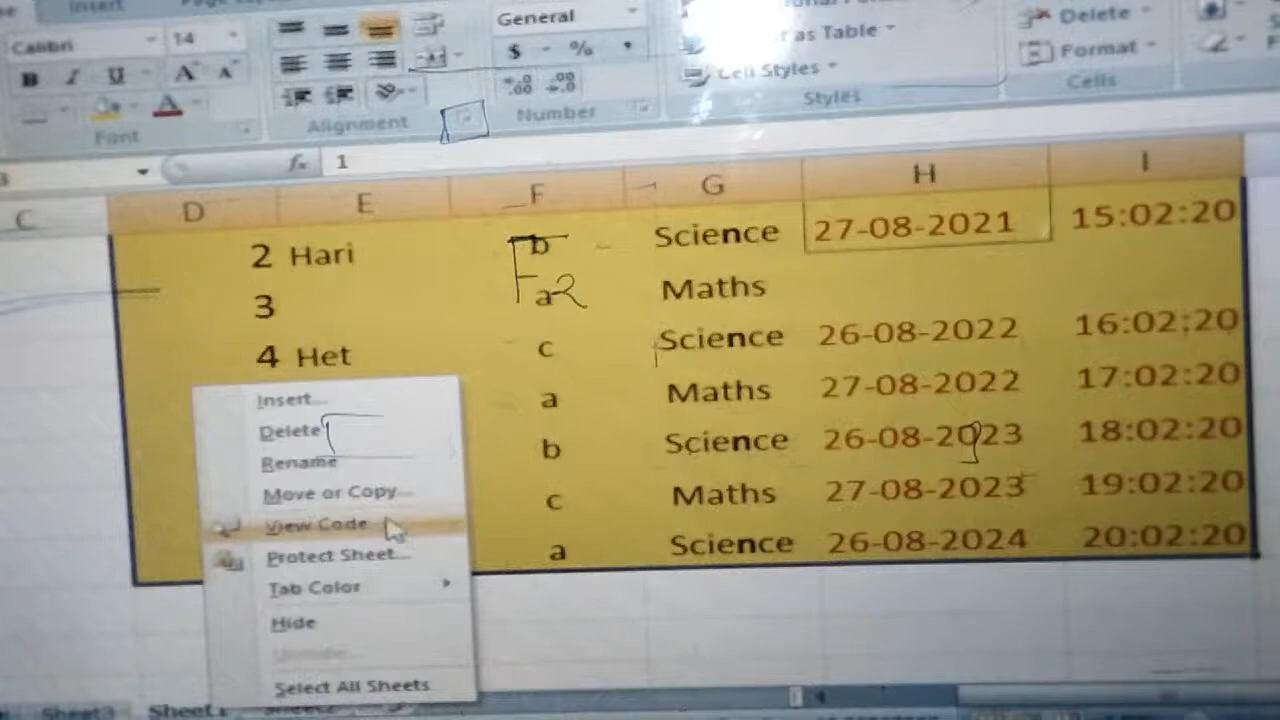 Insert
Calibri 14 General
as Table Delete
B I U A A $ % Cell Styles Format
A .00
Font Alignment Number Styles Cells
fx 1
C D E F G H I
2 Hari b Science 27-08-2021 15:02:20
3 a Maths
4 Het c Science 26-08-2022 16:02:20
a Maths 27-08-2022 17:02:20
b Science 26-08-2023 18:02:20
c Maths 27-08-2023 19:02:20
a Science 26-08-2024 20:02:20
Insert...
Delete
Rename
Move or Copy...
View Code
Protect Sheet...
Tab Color
Hide
Select All Sheets
Sheet3 Sheet1